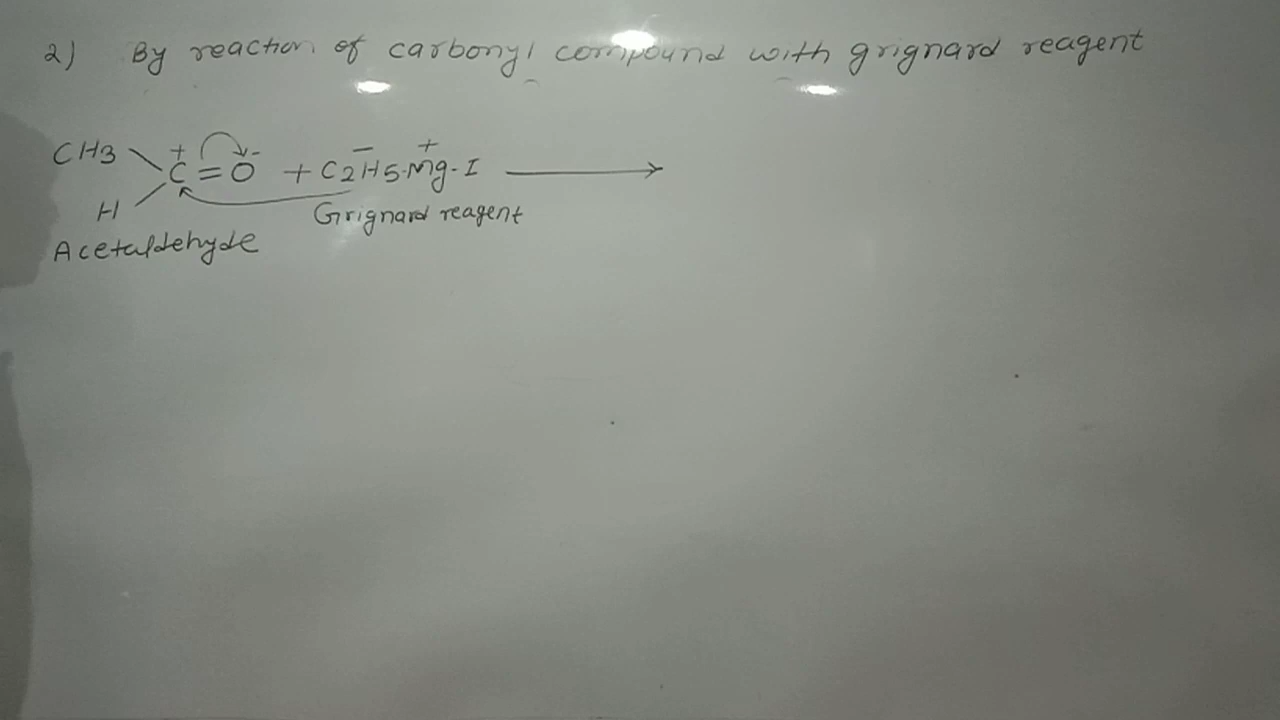 2) By reaction of carbonyl compound with grignard reagent
CH3 + -
C=O + C2H5-Mg-I ⟶
- +
H
Grignard reagent
Acetaldehyde